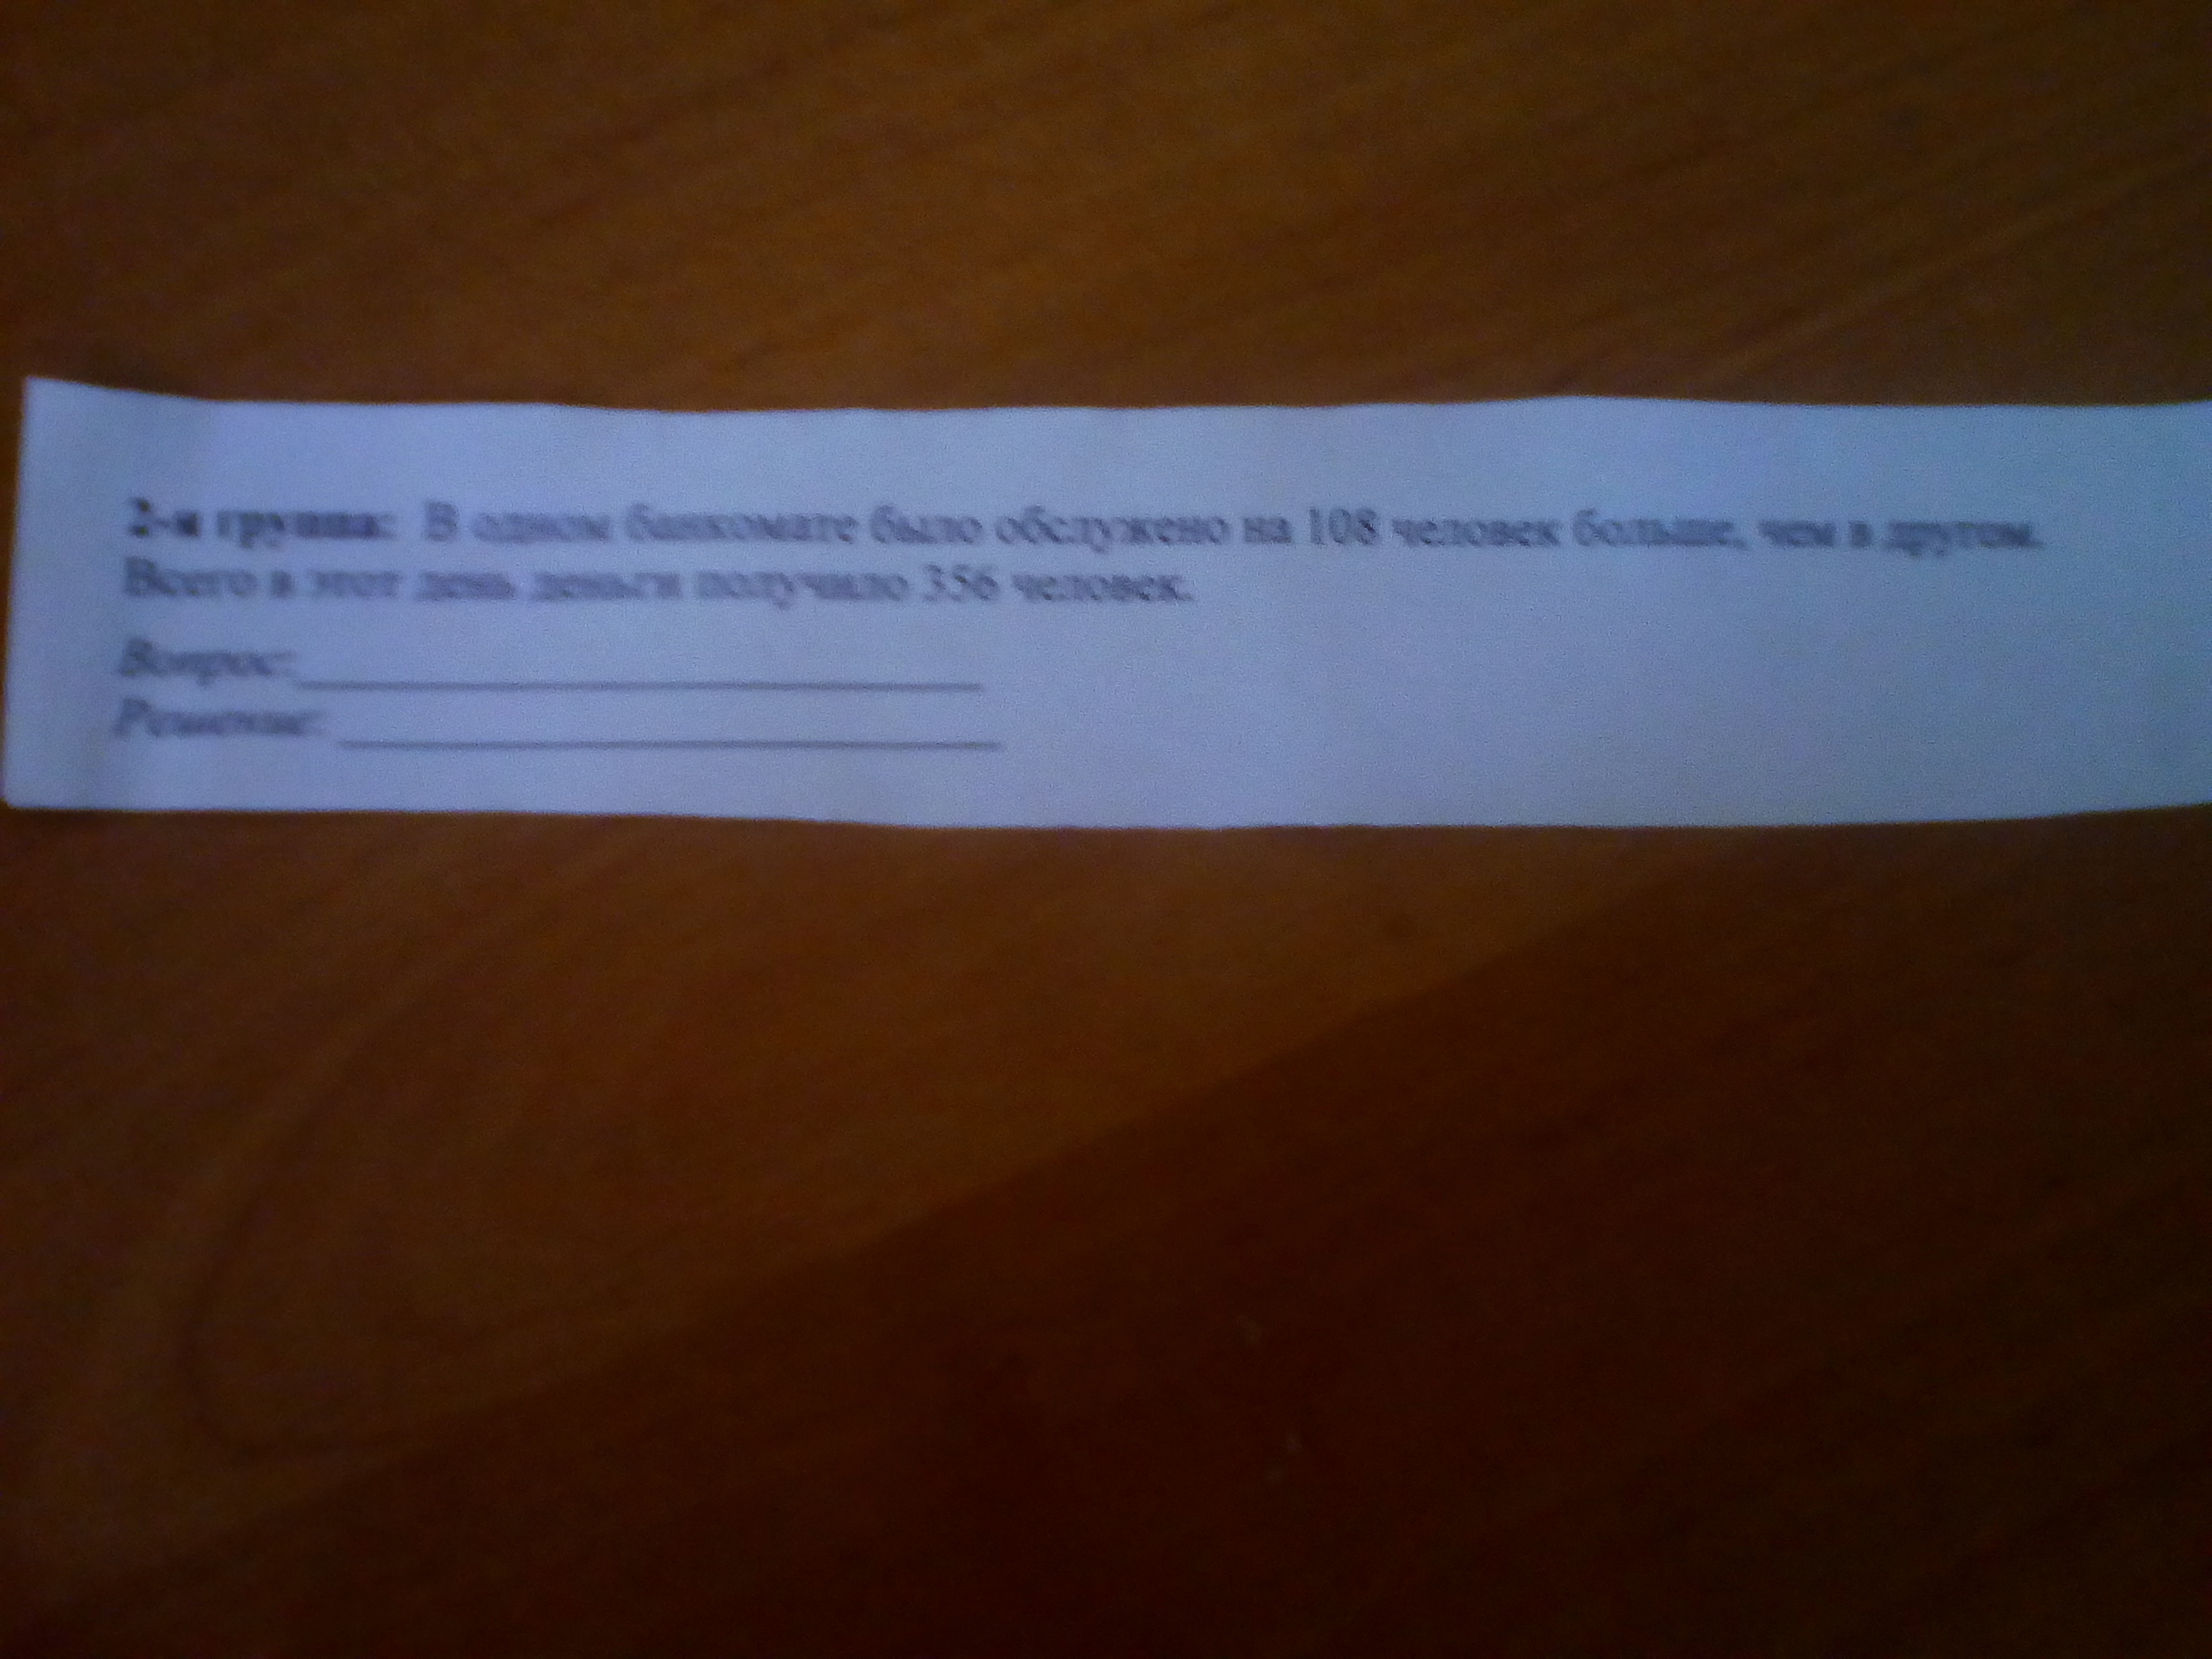 2-я группа: В одном банкомате было обслужено на 108 человек больше, чем в другом.
Всего в этот день деньги получило 356 человек.
Вопрос:
Решение: